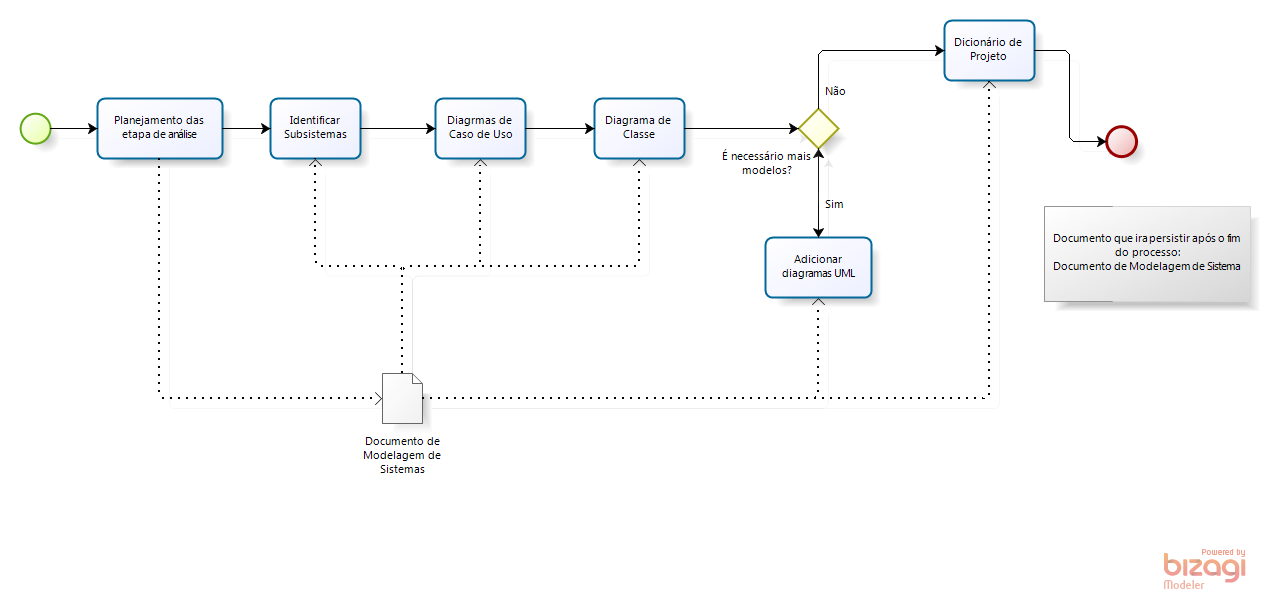 Planejamento das
etapa de análise
Identificar
Subsistemas
Diagrmas de
Caso de Uso
Diagrama de
Classe
É necessário mais
modelos?
Não
Sim
Adicionar
diagramas UML
Dicionário de
Projeto
Documento que ira persistir após o fim
do processo:
Documento de Modelagem de Sistema
Documento de
Modelagem de
Sistemas
Powered by
bizagi
Modeler